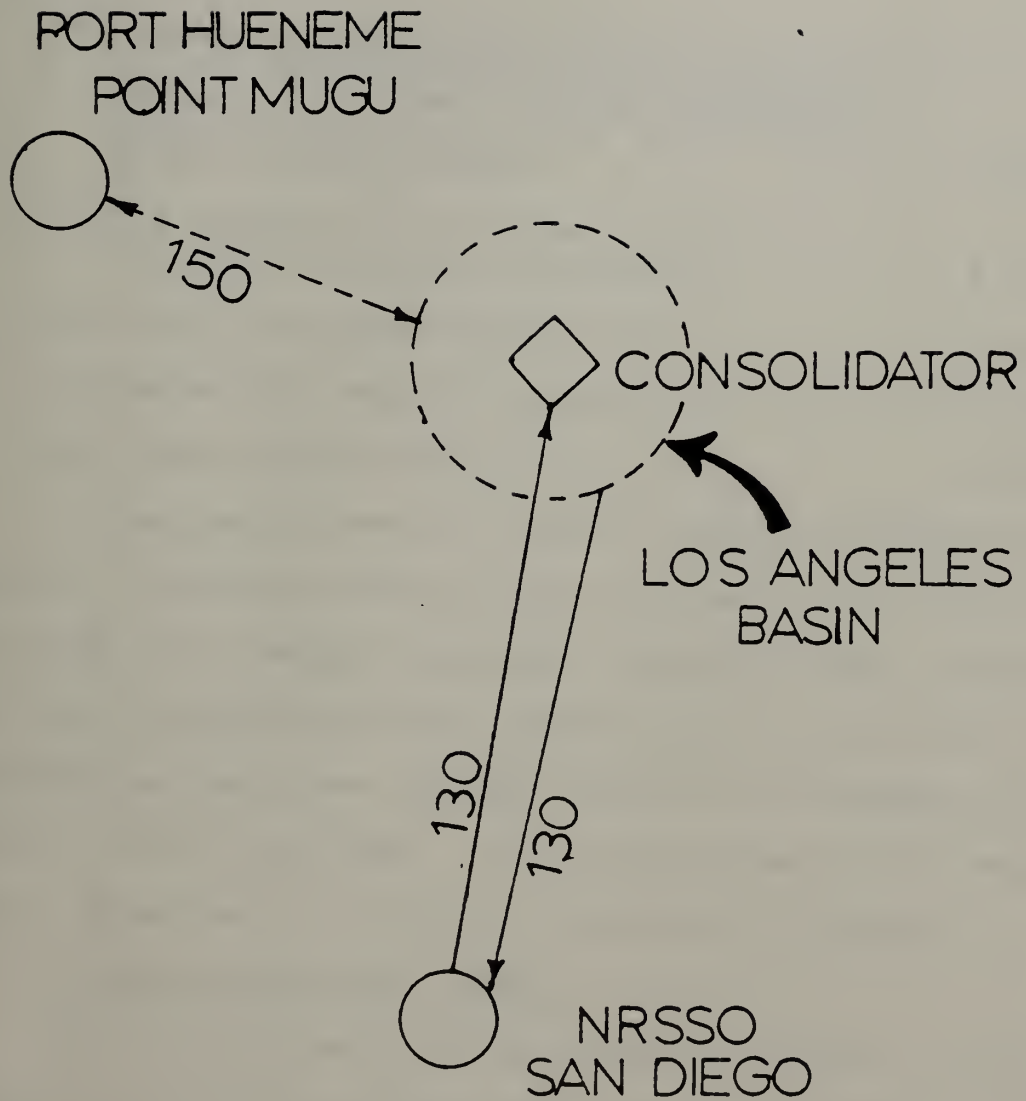 PORT HUENEME
POINT MUGU
150
CONSOLIDATOR
LOS ANGELES
BASIN
130
130
NRSSO
SAN DIEGO